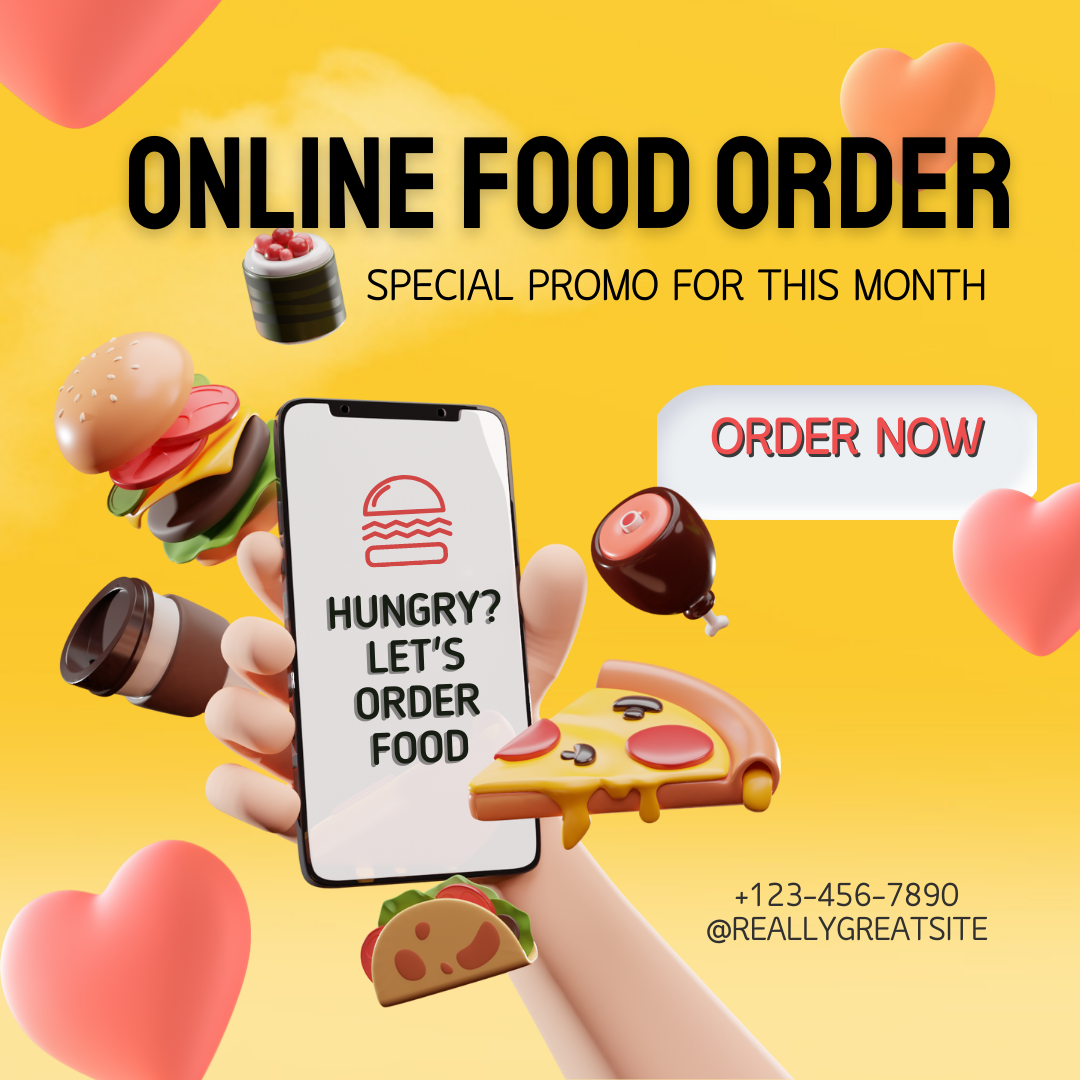 ONLINE FOOD ORDER
SPECIAL PROMO FOR THIS MONTH
ORDER NOW
HUNGRY?
LET'S
ORDER
FOOD
+123-456-7890
@REALLYGREATSITE